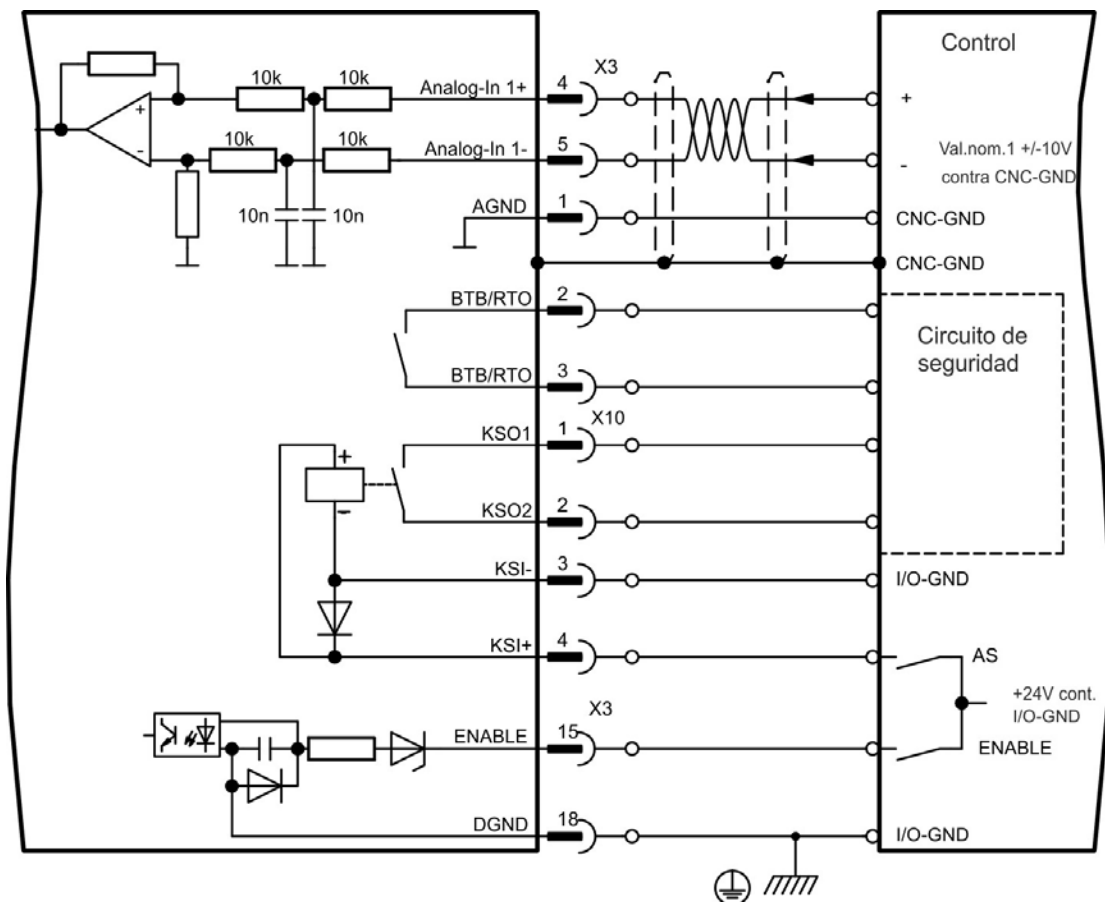 Control
10k 10k Analog-In 1+ 4 X3 +
10k Analog-In 1- 5 - Val.nom.1 +/-10V
contra CNC-GND
10n 10n AGND 1 CNC-GND
CNC-GND
BTB/RTO 2
Circuito de
seguridad
BTB/RTO 3
KSO1 1 X10
+
-
KSO2 2
KSI- 3 I/O-GND
KSI+ 4 AS
+24V cont.
I/O-GND
X3
ENABLE 15 ENABLE
DGND 18 I/O-GND
+
-